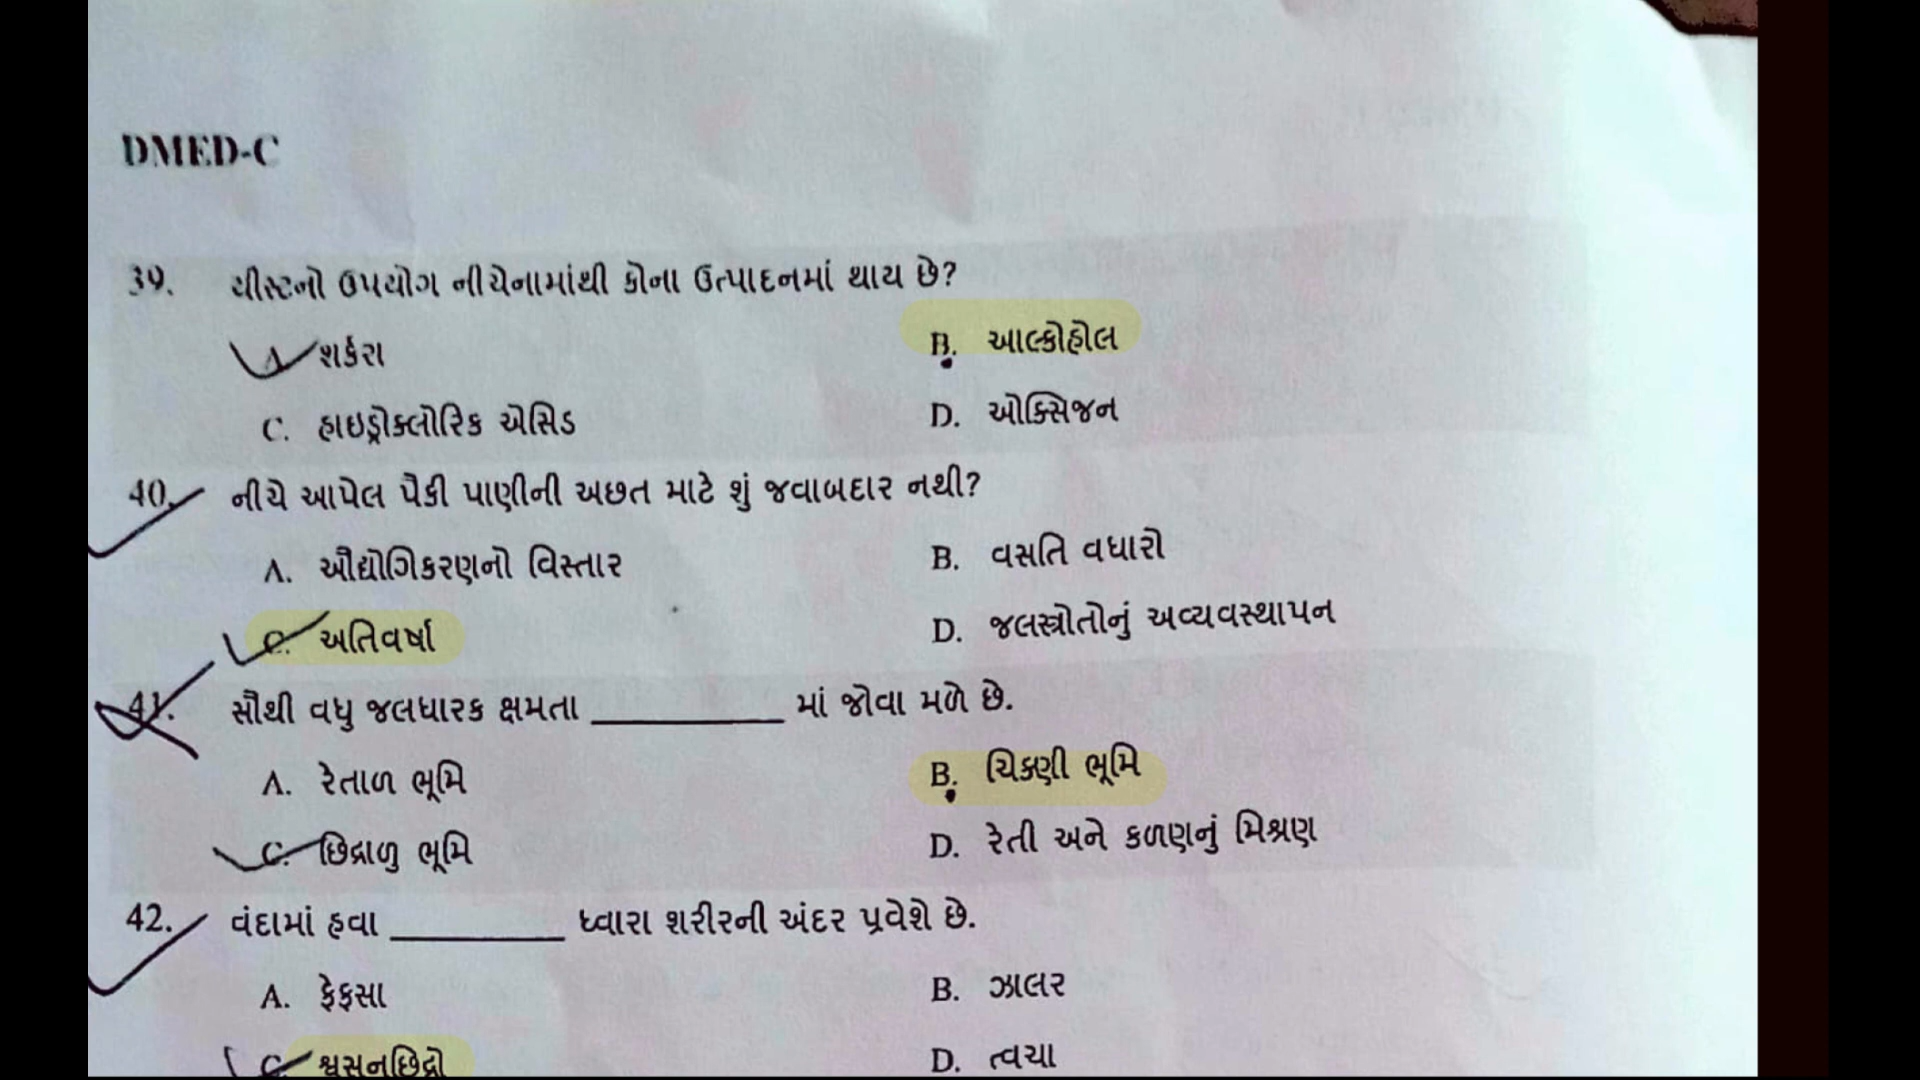 DMED-C
39. યીસ્ટનો ઉપયોગ નીચેનામાંથી કોના ઉત્પાદનમાં થાય છે?
A. શર્કરા B. આલ્કોહોલ
C. હાઇડ્રોક્લોરિક એસિડ D. ઓક્સિજન
40. નીચે આપેલ પૈકી પાણીની અછત માટે શું જવાબદાર નથી?
A. ઔદ્યોગિકરણનો વિસ્તાર B. વસતિ વધારો
C. અતિવર્ષા D. જલસ્ત્રોતોનું અવ્યવસ્થાપન
41. સૌથી વધુ જલધારક ક્ષમતા __________ માં જોવા મળે છે.
A. રેતાળ ભૂમિ B. ચિકણી ભૂમિ
C. છિદ્રાળુ ભૂમિ D. રેતી અને કળણનું મિશ્રણ
42. વંદામાં હવા __________ ધ્વારા શરીરની અંદર પ્રવેશે છે.
A. ફેફસા B. ઝાલર
C. શ્વસનછિદ્રો D. ત્વચા